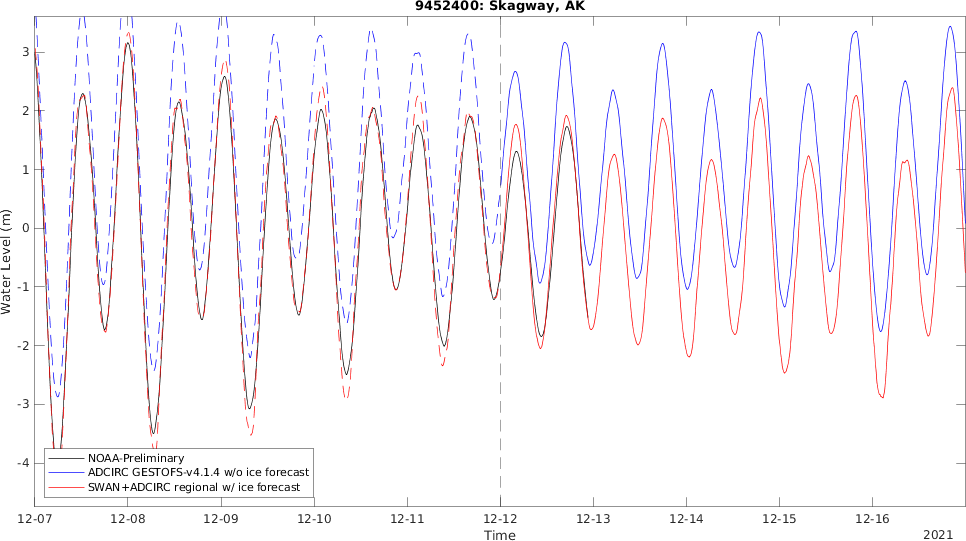 9452400: Skagway, AK
3
2
1
0
-1
-2
-3
-4
Water Level (m)
NOAA-Preliminary
ADCIRC GESTOFS-v4.1.4 w/o ice forecast
SWAN+ADCIRC regional w/ ice forecast
12-07 12-08 12-09 12-10 12-11 12-12 12-13 12-14 12-15 12-16
Time
2021